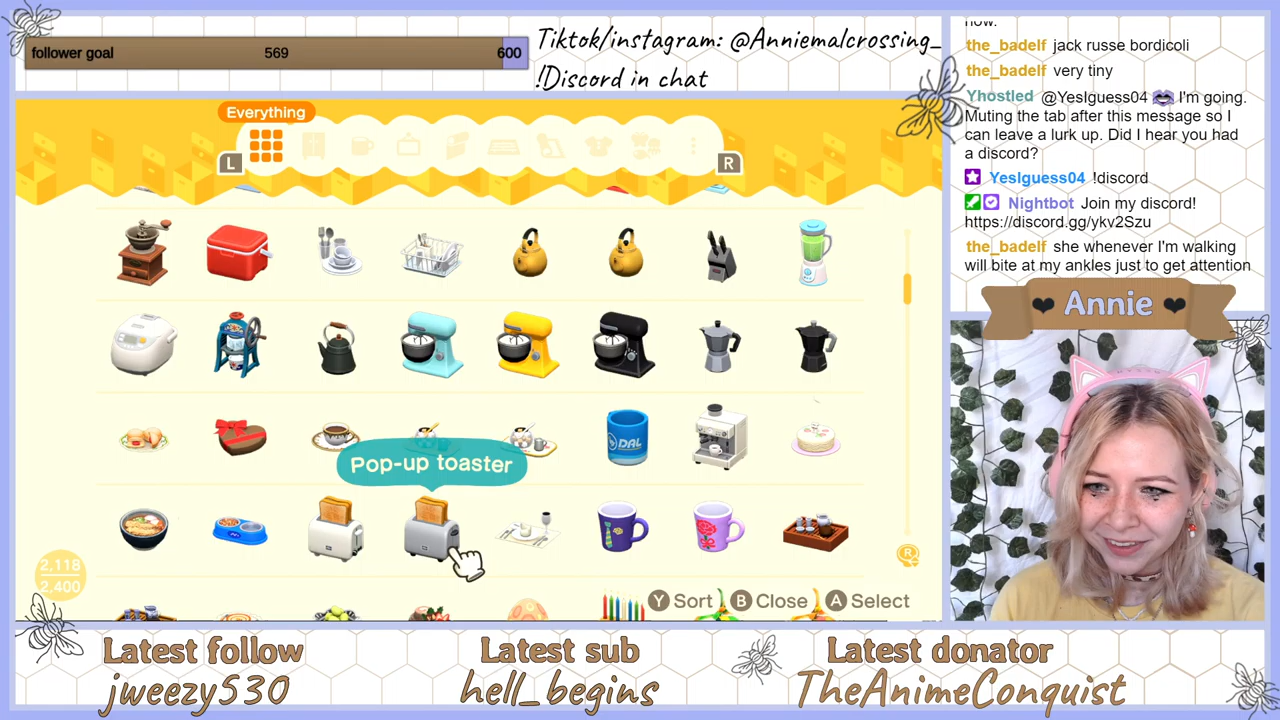 follower goal 569 600
Tiktok/instagram: @Anniemalcrossing_
!Discord in chat
Everything
L
R
DAL
Pop-up toaster
2,118
2,400
R
Y Sort B Close A Select
now.
the_badelf jack russe bordicoli
the_badelf very tiny
Yhostled @YesIguess04 I'm going.
Muting the tab after this message so I
can leave a lurk up. Did I hear you had
a discord?
YesIguess04 !discord
Nightbot Join my discord!
https://discord.gg/ykv2Szu
the_badelf she whenever I'm walking
will bite at my ankles just to get attention
Annie
Latest follow
jweezy530
Latest sub
hell_begins
Latest donator
TheAnimeConquist